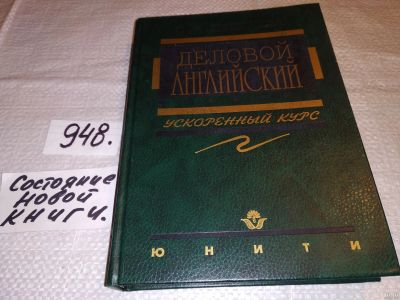 948.
Состояние
новой
книги.
ДЕЛОВОЙ
АНГЛИЙСКИЙ
УСКОРЕННЫЙ КУРС
ЮНИТИ